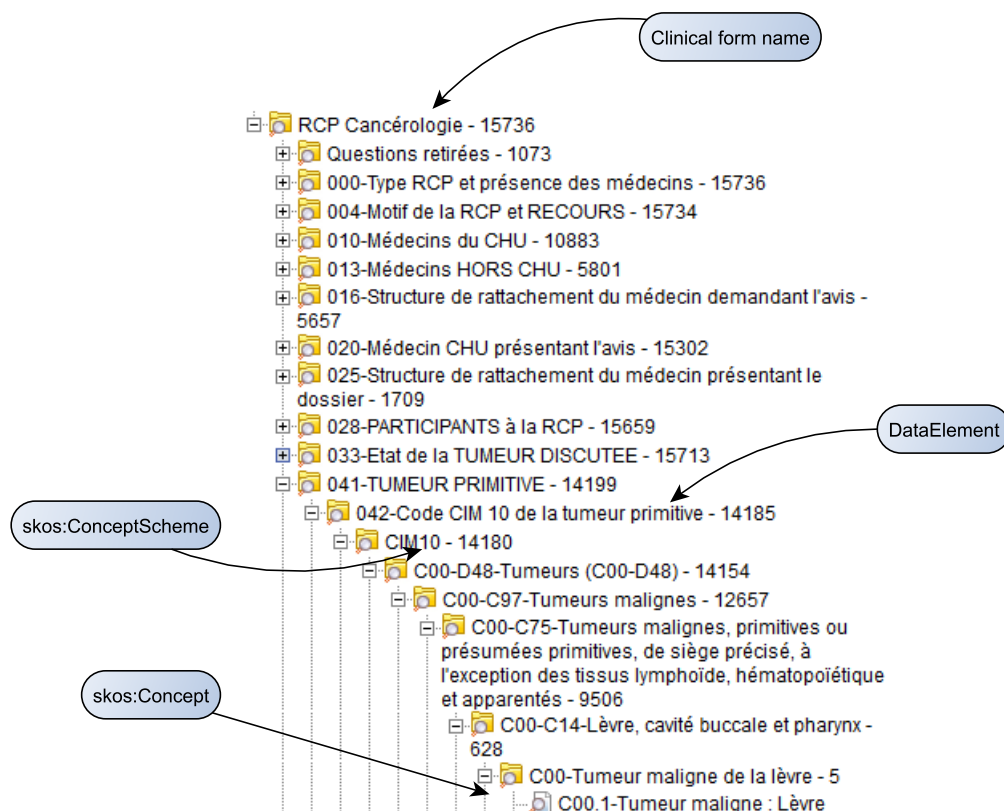 Clinical form name
RCP Cancérologie - 15736
Questions retirées - 1073
000-Type RCP et présence des médecins - 15736
004-Motif de la RCP et RECOURS - 15734
010-Médecins du CHU - 10883
013-Médecins HORS CHU - 5801
016-Structure de rattachement du médecin demandant l'avis -
5657
020-Médecin CHU présentant l'avis - 15302
025-Structure de rattachement du médecin présentant le
dossier - 1709
028-PARTICIPANTS à la RCP - 15659
DataElement
033-Etat de la TUMEUR DISCUTEE - 15713
041-TUMEUR PRIMITIVE - 14199
042-Code CIM 10 de la tumeur primitive - 14185
skos:ConceptScheme
CIM10 - 14180
C00-D48-Tumeurs (C00-D48) - 14154
C00-C97-Tumeurs malignes - 12657
C00-C75-Tumeurs malignes, primitives ou
présumées primitives, de siège précisé, à
l'exception des tissus lymphoïde, hématopoïétique
et apparentés - 9506
skos:Concept
C00-C14-Lèvre, cavité buccale et pharynx -
628
C00-Tumeur maligne de la lèvre - 5
C00.1-Tumeur maligne : Lèvre